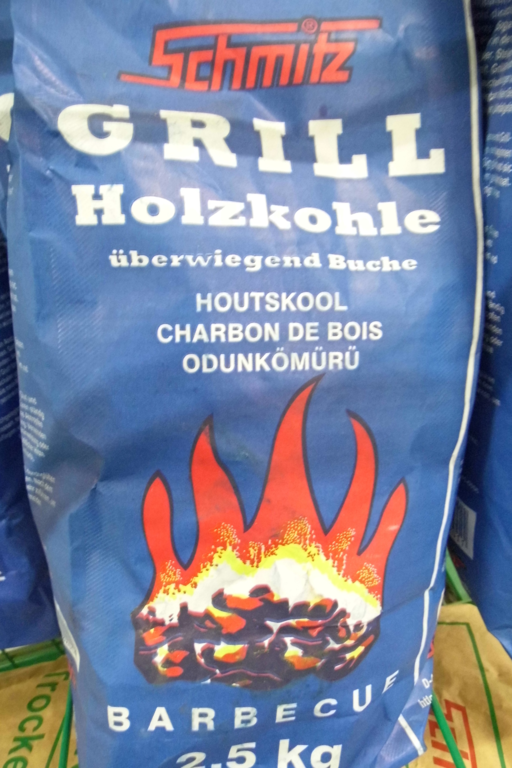 Schmitz®
GRILL
Holzkohle
überwiegend Buche
HOUTSKOOL
CHARBON DE BOIS
ODUNKÖMÜRÜ
BARBECUE
2,5 kg